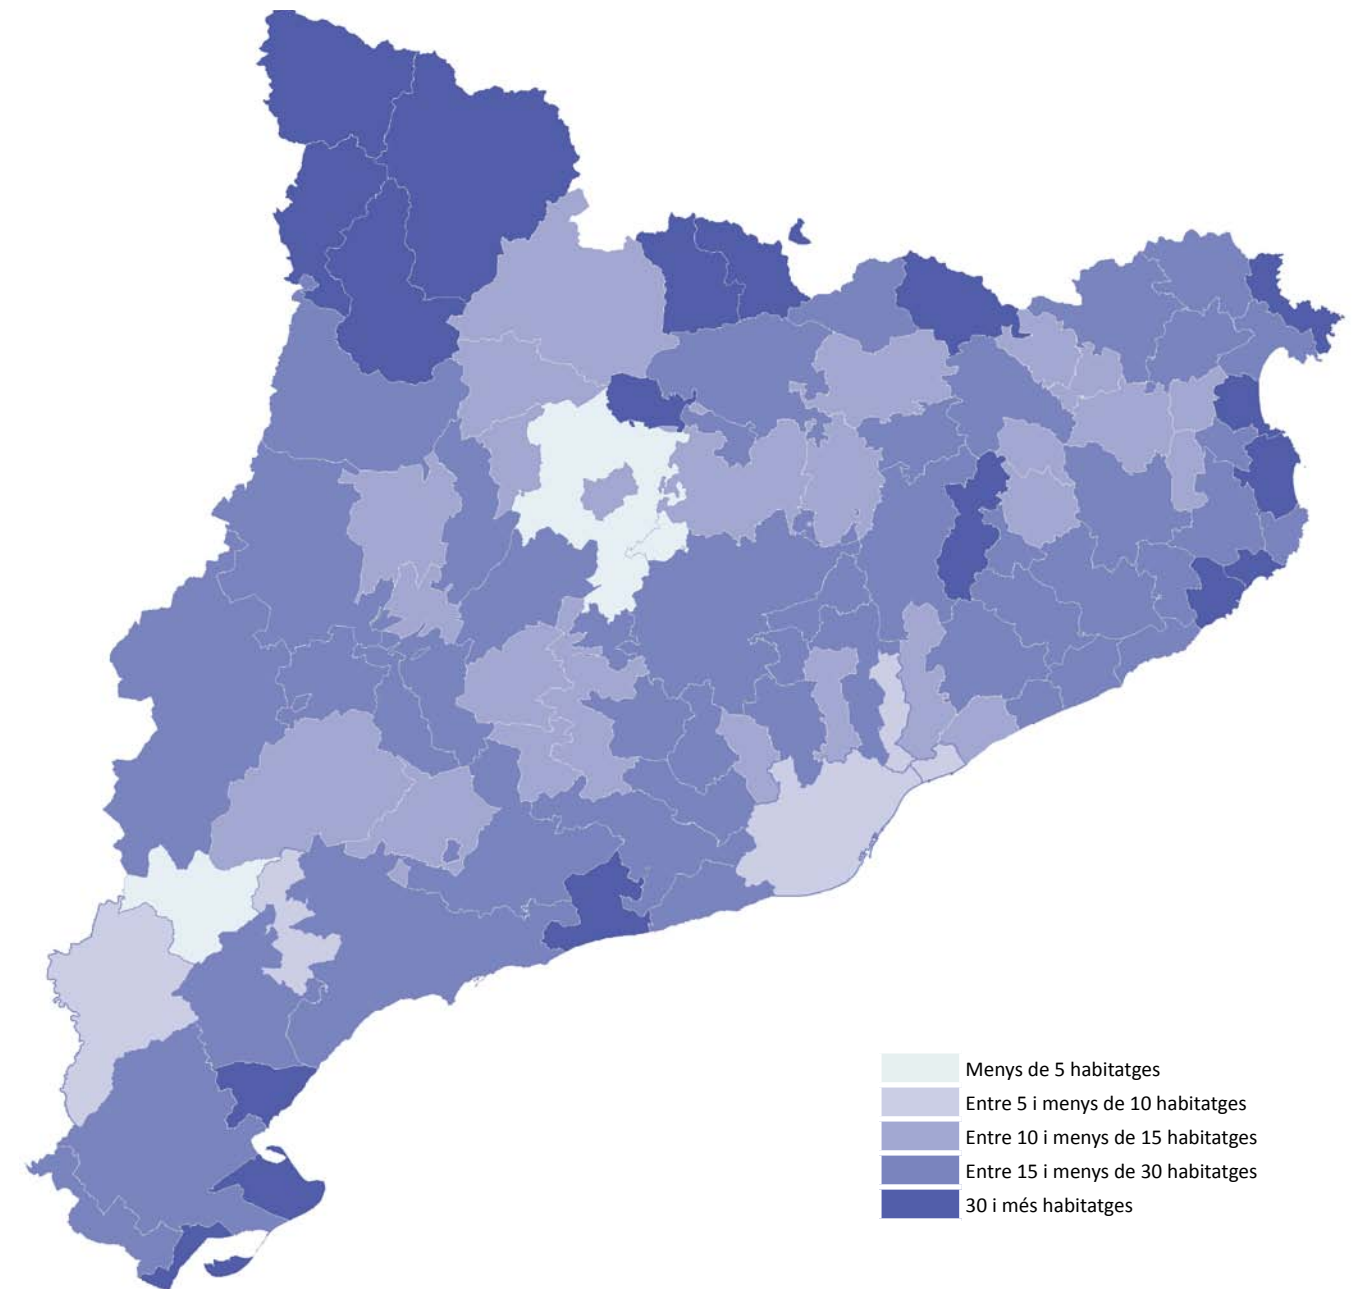 Menys de 5 habitatges
Entre 5 i menys de 10 habitatges
Entre 10 i menys de 15 habitatges
Entre 15 i menys de 30 habitatges
30 i més habitatges